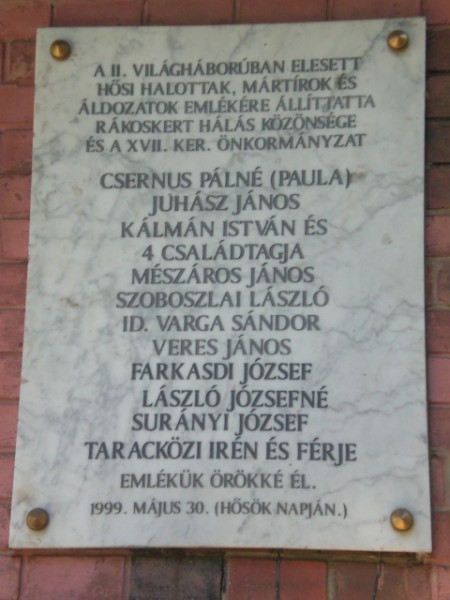 A II. VILÁGHÁBORÚBAN ELESETT
HŐSI HALOTTAK, MÁRTÍROK ÉS
ÁLDOZATOK EMLÉKÉRE ÁLLÍTTATTA
RÁKOSKERT HÁLÁS KÖZÖNSÉGE
ÉS A XVII. KER. ÖNKORMÁNYZAT
CSERNUS PÁLNÉ (PAULA)
JUHÁSZ JÁNOS
KÁLMÁN ISTVÁN ÉS
4 CSALÁDTAGJA
MÉSZÁROS JÁNOS
SZOBOSZLAI LÁSZLÓ
ID. VARGA SÁNDOR
VERES JÁNOS
FARKASDI JÓZSEF
LÁSZLÓ JÓZSEFNÉ
SURÁNYI JÓZSEF
TARACKÖZI IRÉN ÉS FÉRJE
EMLÉKÜK ÖRÖKKÉ ÉL.
1999. MÁJUS 30. (HŐSÖK NAPJÁN.)